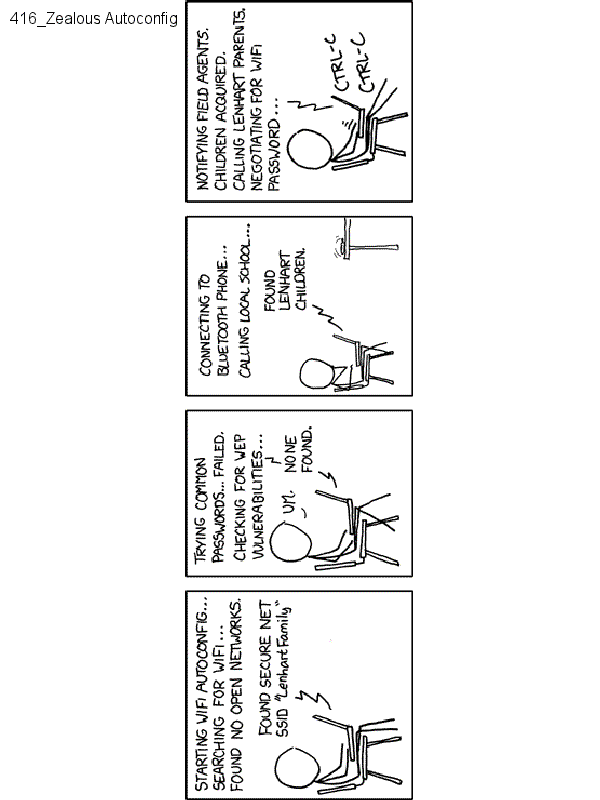 416_Zealous Autoconfig
STARTING WIFI AUTOCONFIG...
SEARCHING FOR WIFI...
FOUND NO OPEN NETWORKS.
FOUND SECURE NET
SSID "Lenhart Family"
TRYING COMMON
PASSWORDS... FAILED.
CHECKING FOR WEP
VULNERABILITIES...
UM.
NONE
FOUND.
CONNECTING TO
BLUETOOTH PHONE...
CALLING LOCAL SCHOOL...
FOUND
LENHART
CHILDREN.
NOTIFYING FIELD AGENTS.
CHILDREN ACQUIRED.
CALLING LENHART PARENTS.
NEGOTIATING FOR WIFI
PASSWORD...
CTRL-C
CTRL-C